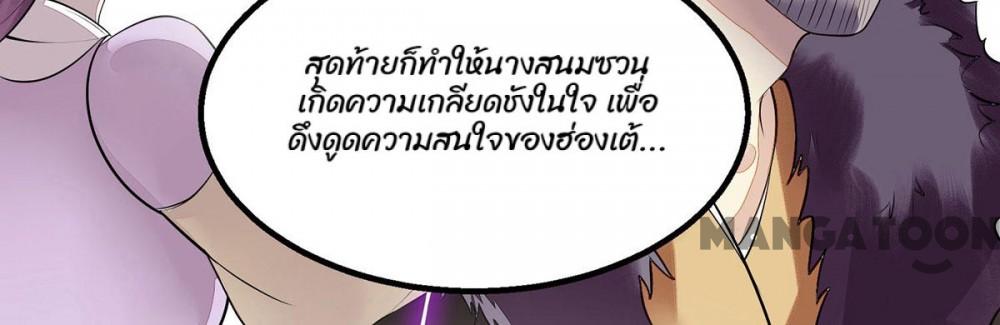 สุดท้ายก็ทำให้นางสนมซวน
เกิดความเกลียดชังในใจ เพื่อ
ดึงดูดความสนใจของฮ่องเต้...
MANGATOON